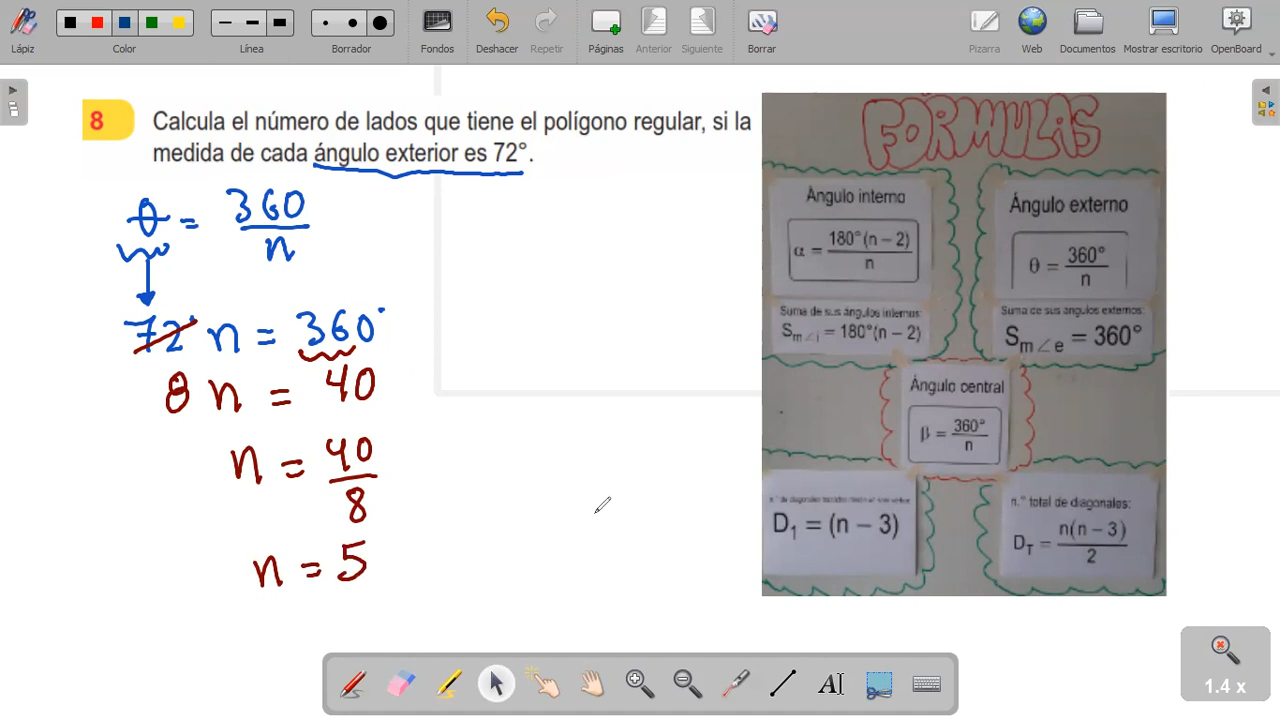 Lápiz
Color
Línea
Borrador
Fondos
Deshacer
Repetir
Páginas
Anterior
Siguiente
Borrar
Pizarra
Web
Documentos
Mostrar escritorio
OpenBoard
8 Calcula el número de lados que tiene el polígono regular, si la
medida de cada ángulo exterior es 72°.
θ = 360/n
72° n = 360°
8 n = 40
n = 40/8
n = 5
FORMULAS
Ángulo interno
α = 180°(n − 2)/n
Suma de sus ángulos internos:
Sm∠i = 180°(n − 2)
Ángulo externo
θ = 360°/n
Suma de sus ángulos externos:
Sm∠e = 360°
Ángulo central
β = 360°/n
D1 = (n − 3)
n.° total de diagonales:
DT = n(n − 3)/2
1.4 x